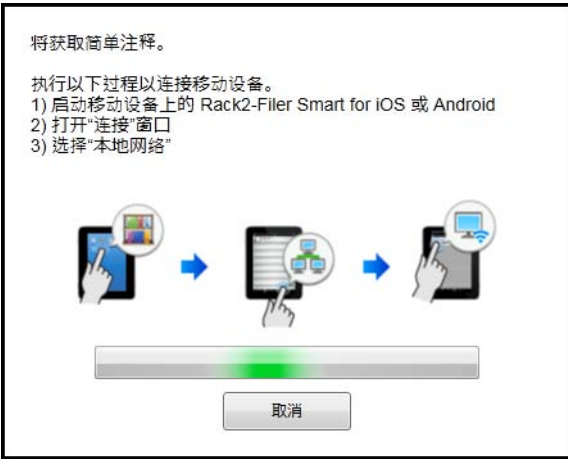 将获取简单注释。
执行以下过程以连接移动设备。
1) 启动移动设备上的 Rack2-Filer Smart for iOS 或 Android
2) 打开“连接”窗口
3) 选择“本地网络”
取消